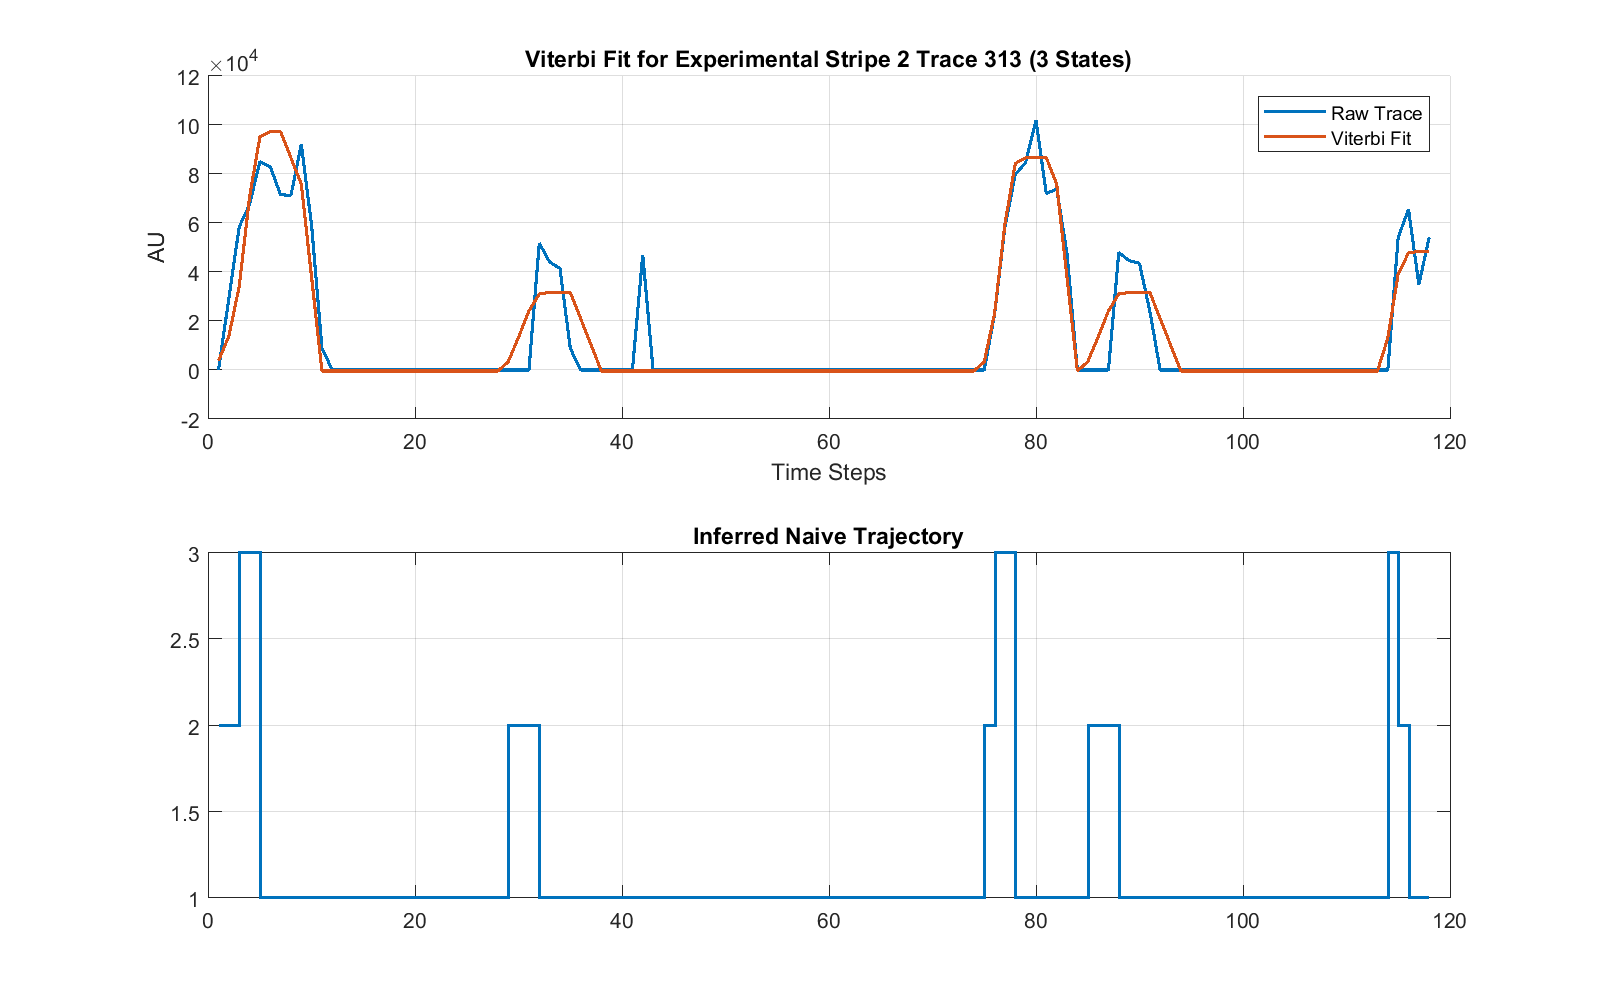 Viterbi Fit for Experimental Stripe 2 Trace 313 (3 States)
×10⁴
12
10
8
6
4
2
0
-2
AU
Raw Trace
Viterbi Fit
0 20 40 60 80 100 120
Time Steps
Inferred Naive Trajectory
3
2.5
2
1.5
1
0 20 40 60 80 100 120